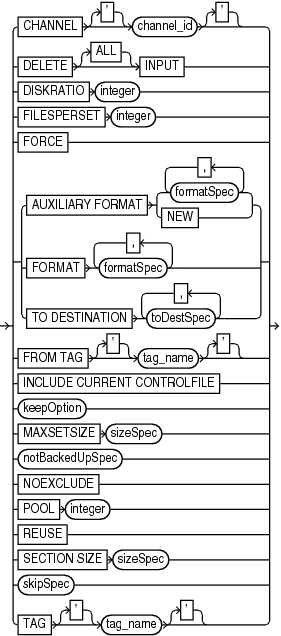 CHANNEL ' channel_id '
DELETE ALL INPUT
DISKRATIO integer
FILESPERSET integer
FORCE
,
formatSpec
AUXILIARY FORMAT
NEW
,
FORMAT formatSpec
,
TO DESTINATION toDestSpec
FROM TAG ' tag_name '
INCLUDE CURRENT CONTROLFILE
keepOption
MAXSETSIZE sizeSpec
notBackedUpSpec
NOEXCLUDE
POOL integer
REUSE
SECTION SIZE sizeSpec
skipSpec
TAG ' tag_name '